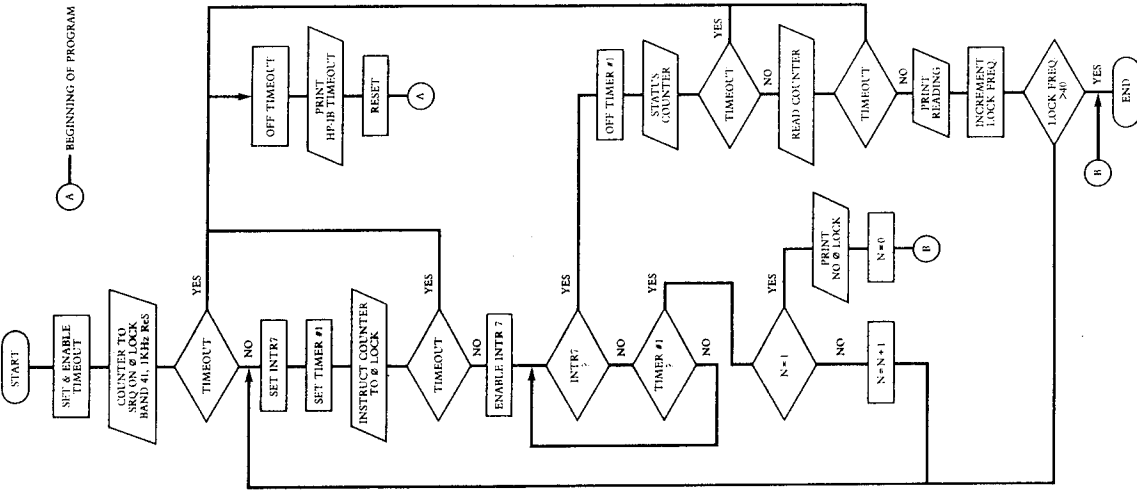 START
SET & ENABLE
TIMEOUT
COUNTER TO
SRQ ON Ø LOCK
BAND 41, 1KHz ReS
TIMEOUT
YES
NO
SET INTR7
SET TIMER #1
INSTRUCT COUNTER
TO Ø LOCK
TIMEOUT
YES
NO
ENABLE INTR 7
INTR7
?
YES
NO
TIMER #1
?
YES
NO
N=1
YES
NO
N=N+1
PRINT
NO Ø LOCK
N=0
B
A
BEGINNING OF PROGRAM
OFF TIMEOUT
PRINT
HP-IB TIMEOUT
RESET
A
OFF TIMER #1
STATUS
COUNTER
TIMEOUT
YES
NO
READ COUNTER
TIMEOUT
YES
NO
PRINT
READING
INCREMENT
LOCK FREQ
LOCK FREQ
>40
YES
B
END